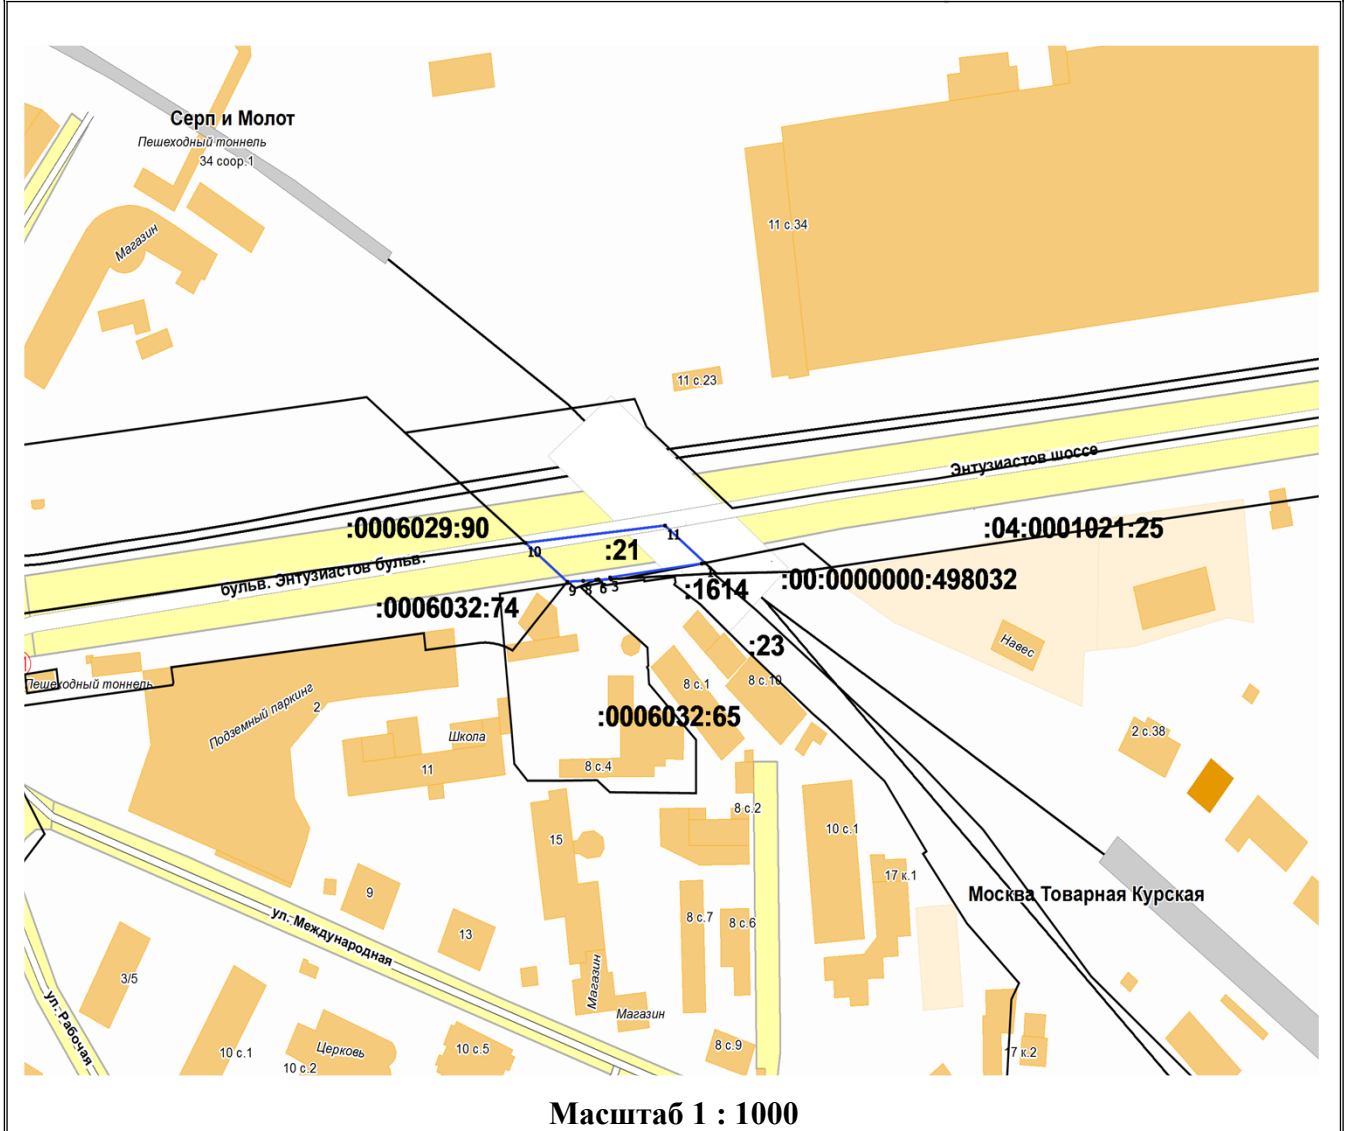 Серп и Молот
Пешеходный тоннель
34 соор.1
Магазин
11 с.34
11 с.23
Энтузиастов шоссе
:0006029:90
:04:0001021:25
11
10
:21
бульв. Энтузиастов бульв.
:00:0000000:498032
1
9
8
6
3
:1614
:0006032:74
:23
Навес
Пешеходный тоннель
8 с.1
8 с.10
Подземный паркинг
2
:0006032:65
Школа
2 с.38
11
8 с.4
8 с.2
10 с.1
15
17 к.1
9
Москва Товарная Курская
ул. Международная
8 с.7
8 с.6
13
3/5
Магазин
Магазин
ул. Рабочая
8 с.9
10 с.1
Церковь
10 с.5
17 к.2
10 с.2
Масштаб 1 : 1000